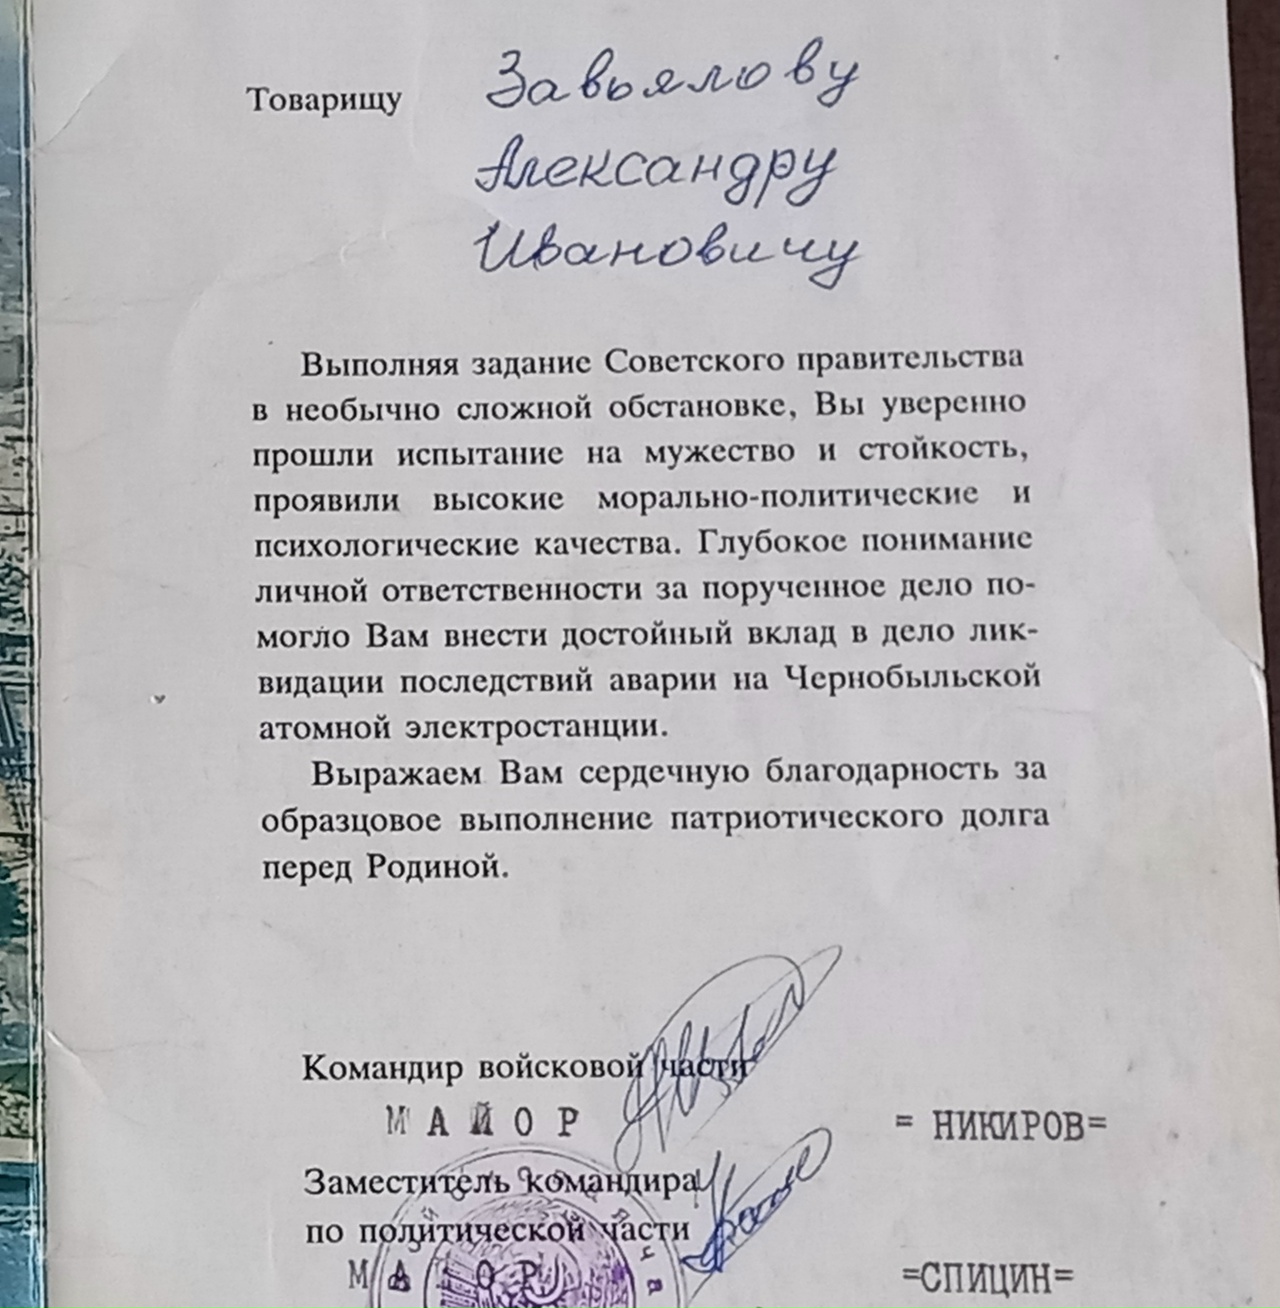 Товарищу Завьялову
Александру
Ивановичу
Выполняя задание Советского правительства
в необычно сложной обстановке, Вы уверенно
прошли испытание на мужество и стойкость,
проявили высокие морально-политические и
психологические качества. Глубокое понимание
личной ответственности за порученное дело по-
могло Вам внести достойный вклад в дело лик-
видации последствий аварии на Чернобыльской
атомной электростанции.
Выражаем Вам сердечную благодарность за
образцовое выполнение патриотического долга
перед Родиной.
Командир войсковой части
МАЙОР = НИКИРОВ=
Заместитель командира
по политической части
МАЙОР =СПИЦИН=